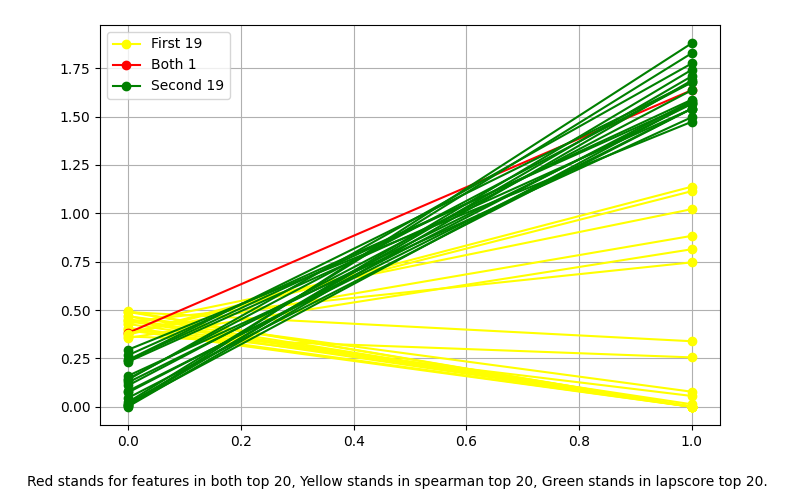 First 19
Both 1
Second 19
1.75
1.50
1.25
1.00
0.75
0.50
0.25
0.00
0.0 0.2 0.4 0.6 0.8 1.0
Red stands for features in both top 20, Yellow stands in spearman top 20, Green stands in lapscore top 20.